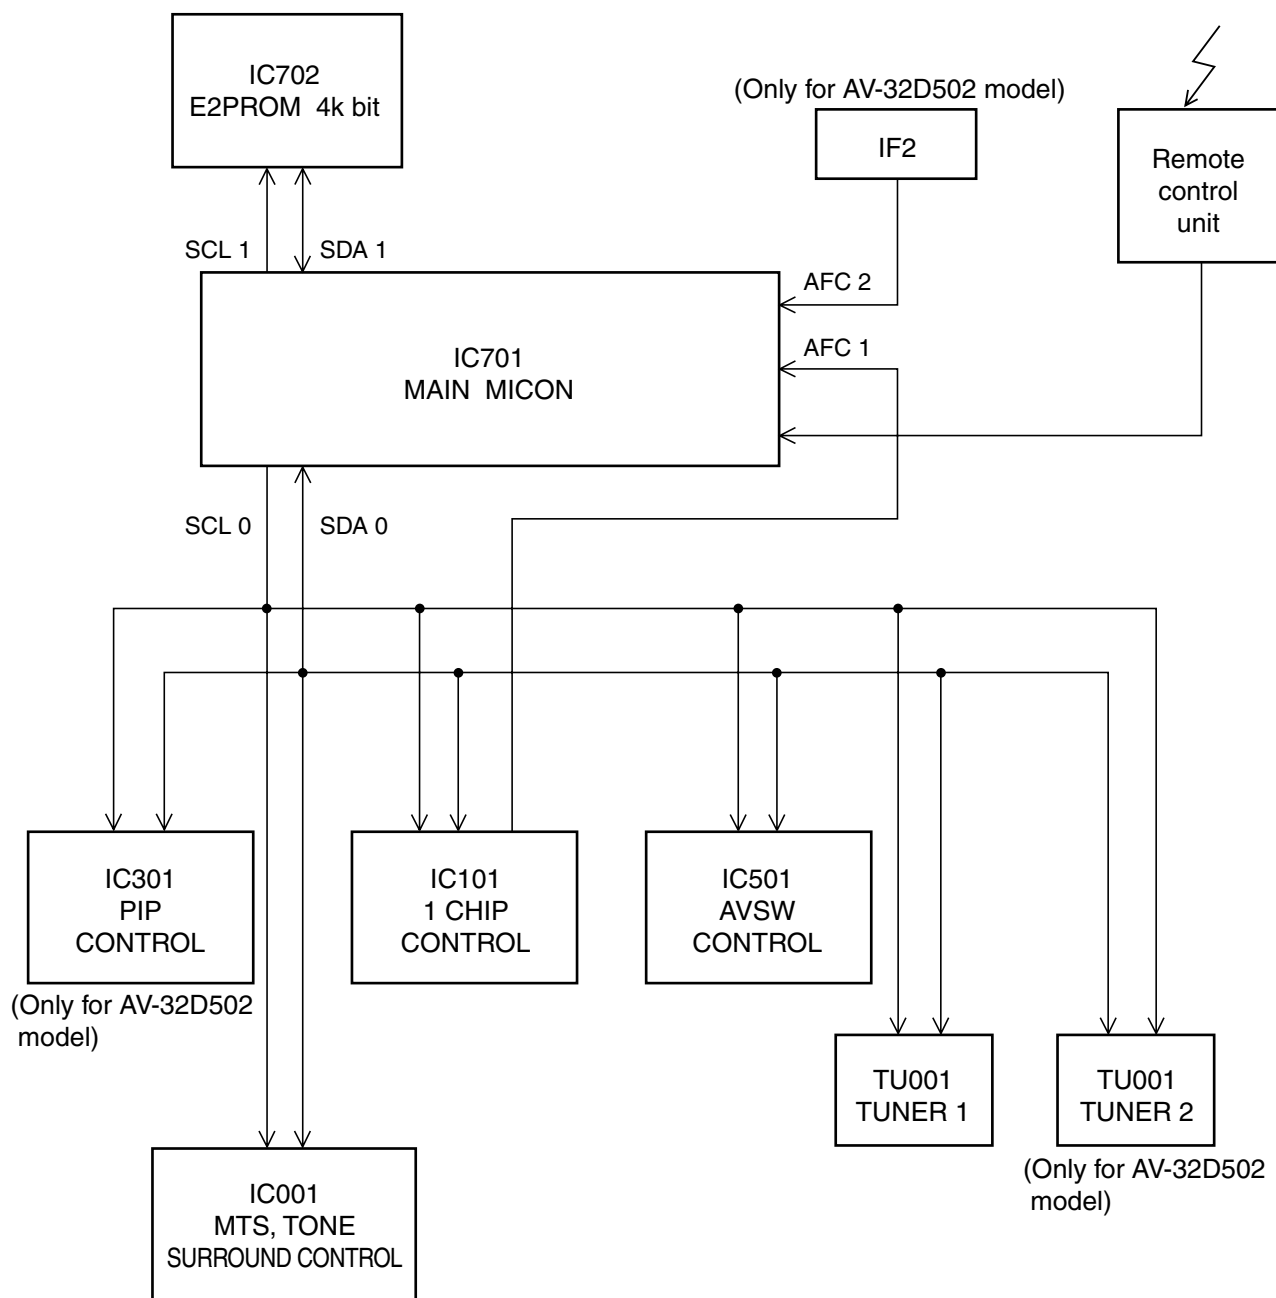 IC702
E2PROM 4k bit
(Only for AV-32D502 model)
IF2
Remote
control
unit
SCL 1
SDA 1
AFC 2
AFC 1
IC701
MAIN MICON
SCL 0
SDA 0
IC301
PIP
CONTROL
(Only for AV-32D502
model)
IC101
1 CHIP
CONTROL
IC501
AVSW
CONTROL
TU001
TUNER 1
TU001
TUNER 2
(Only for AV-32D502
model)
IC001
MTS, TONE
SURROUND CONTROL